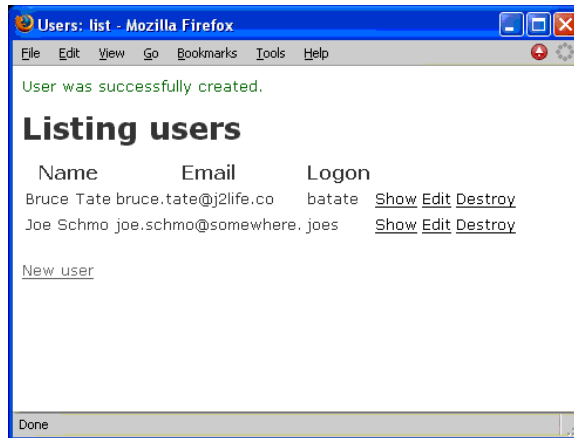 Users: list - Mozilla Firefox
File Edit View Go Bookmarks Tools Help
User was successfully created.
Listing users
Name Email Logon
Bruce Tate bruce.tate@j2life.co batate Show Edit Destroy
Joe Schmo joe.schmo@somewhere. joes Show Edit Destroy
New user
Done